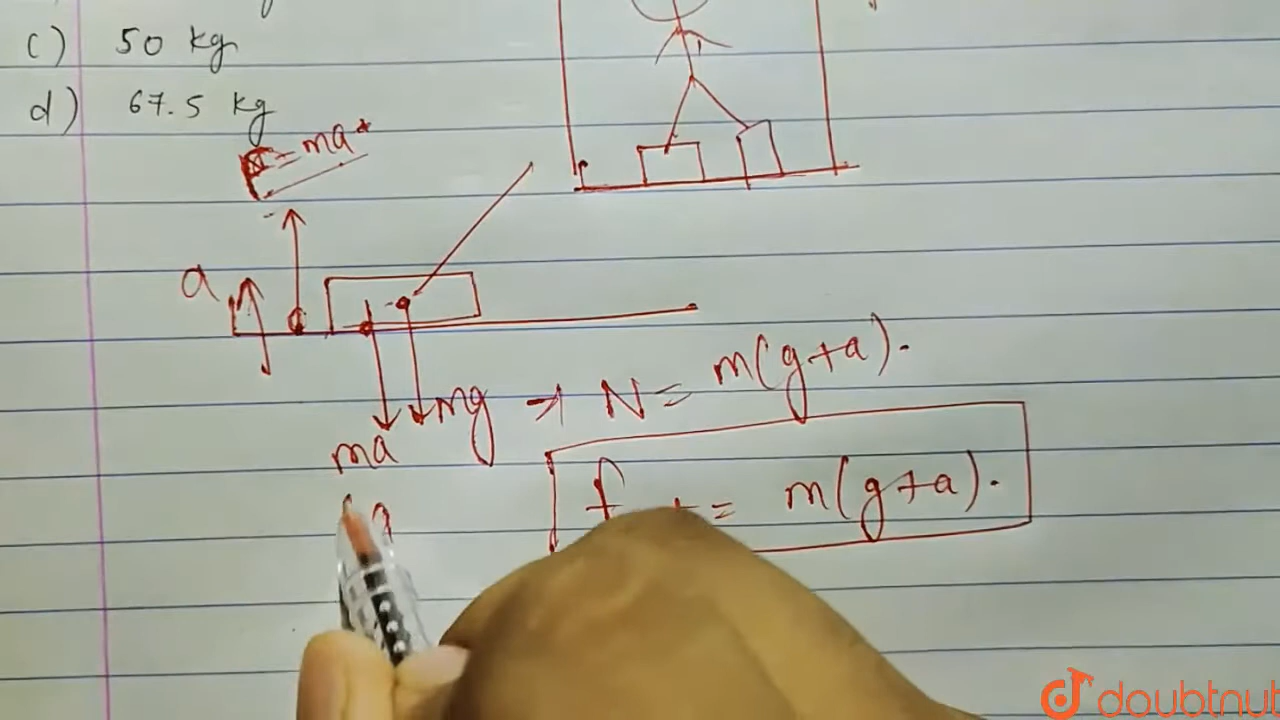 c) 50 kg
d) 67.5 kg
= ma
a
mg → N = m(g+a).
ma
f = m(g+a).
doubtnut